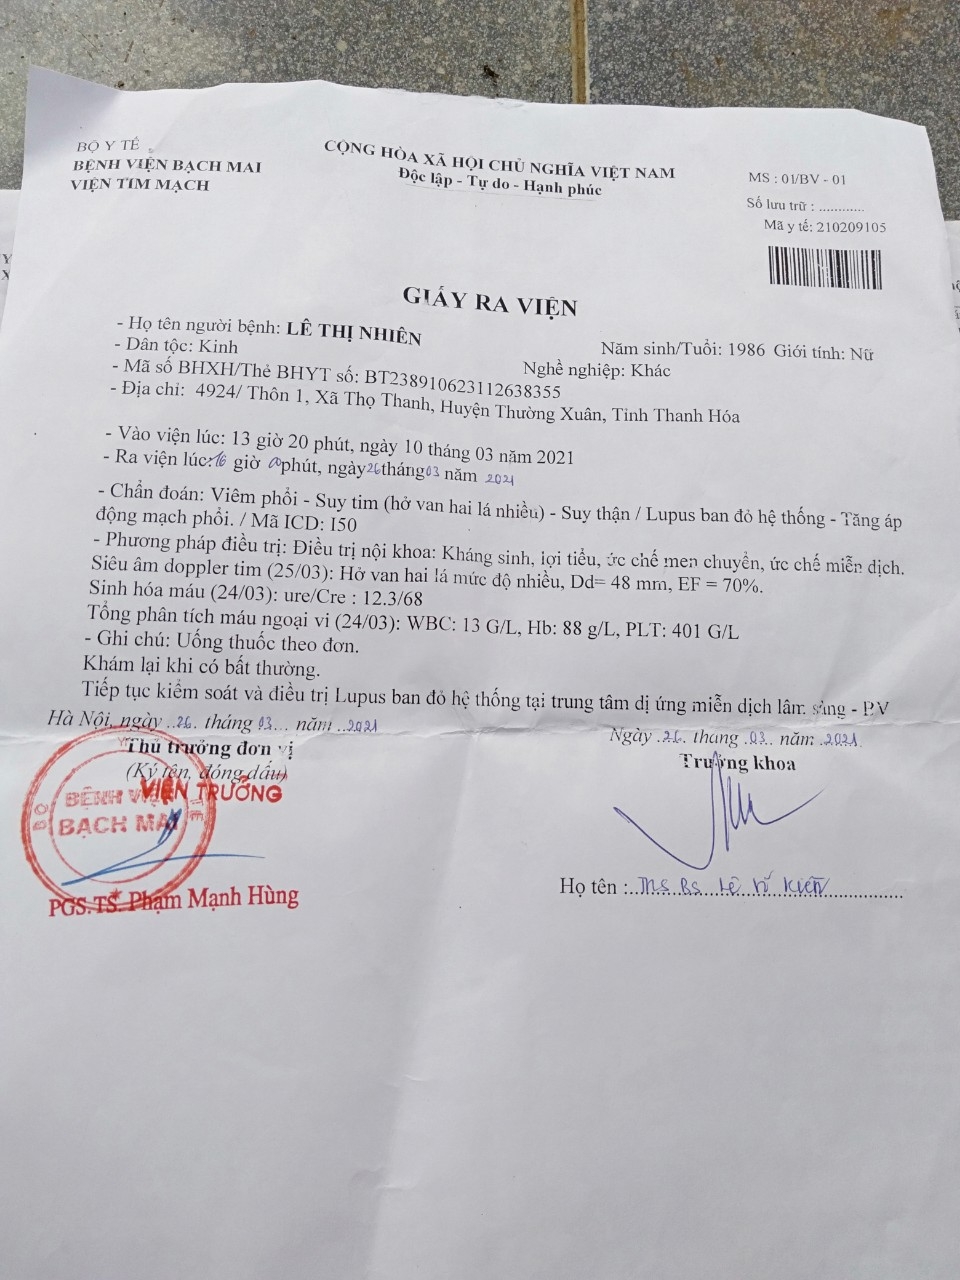 BỘ Y TẾ
BỆNH VIỆN BẠCH MAI
VIỆN TIM MẠCH
CỘNG HÒA XÃ HỘI CHỦ NGHĨA VIỆT NAM
Độc lập - Tự do - Hạnh phúc
MS : 01/BV - 01
Số lưu trữ : ............
Mã y tế: 210209105
GIẤY RA VIỆN
- Họ tên người bệnh: LÊ THỊ NHIÊN
Năm sinh/Tuổi: 1986 Giới tính: Nữ
- Dân tộc: Kinh
Nghề nghiệp: Khác
- Mã số BHXH/Thẻ BHYT số: BT238910623112638355
- Địa chỉ: 4924/ Thôn 1, Xã Thọ Thanh, Huyện Thường Xuân, Tỉnh Thanh Hóa
- Vào viện lúc: 13 giờ 20 phút, ngày 10 tháng 03 năm 2021
- Ra viện lúc: 16 giờ phút, ngày 26 tháng 03 năm 2021
- Chẩn đoán: Viêm phổi - Suy tim (hở van hai lá nhiều) - Suy thận / Lupus ban đỏ hệ thống - Tăng áp
động mạch phổi. / Mã ICD: I50
- Phương pháp điều trị: Điều trị nội khoa: Kháng sinh, lợi tiểu, ức chế men chuyển, ức chế miễn dịch.
Siêu âm doppler tim (25/03): Hở van hai lá mức độ nhiều, Dd= 48 mm, EF = 70%.
Sinh hóa máu (24/03): ure/Cre : 12.3/68
Tổng phân tích máu ngoại vi (24/03): WBC: 13 G/L, Hb: 88 g/L, PLT: 401 G/L
- Ghi chú: Uống thuốc theo đơn.
Khám lại khi có bất thường.
Tiếp tục kiểm soát và điều trị Lupus ban đỏ hệ thống tại trung tâm dị ứng miễn dịch lâm sàng - BV
Hà Nội, ngày ..26.. tháng 03... năm ..2021
Ngày .26. tháng .03. năm .2021.
Thủ trưởng đơn vị
Trưởng khoa
(Ký tên, đóng dấu)
VIỆN TRƯỞNG
BỘ Y TẾ
BỆNH VIỆN
BẠCH MAI
PGS.TS. Phạm Mạnh Hùng
Họ tên :..ThS Bs Lê Kiên